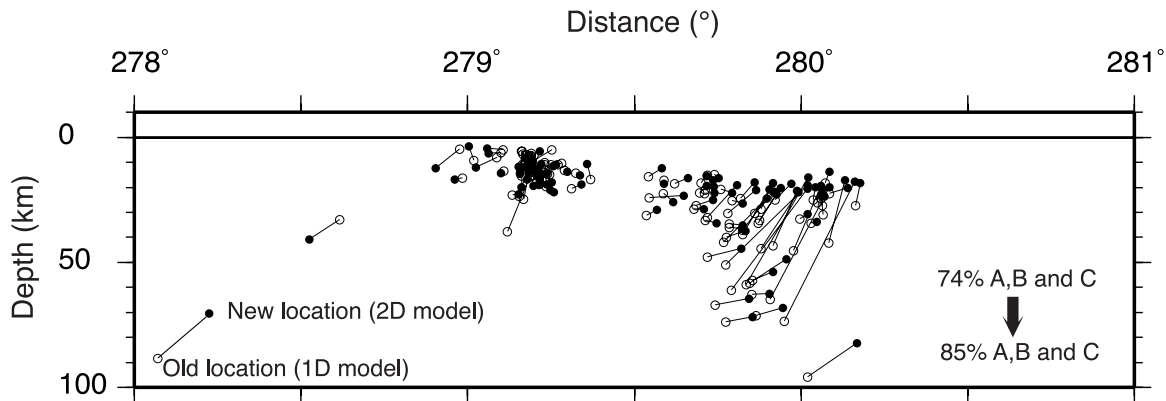 Distance (°)
278° 279° 280° 281°
0
50
100
Depth (km)
New location (2D model)
Old location (1D model)
74% A,B and C
85% A,B and C